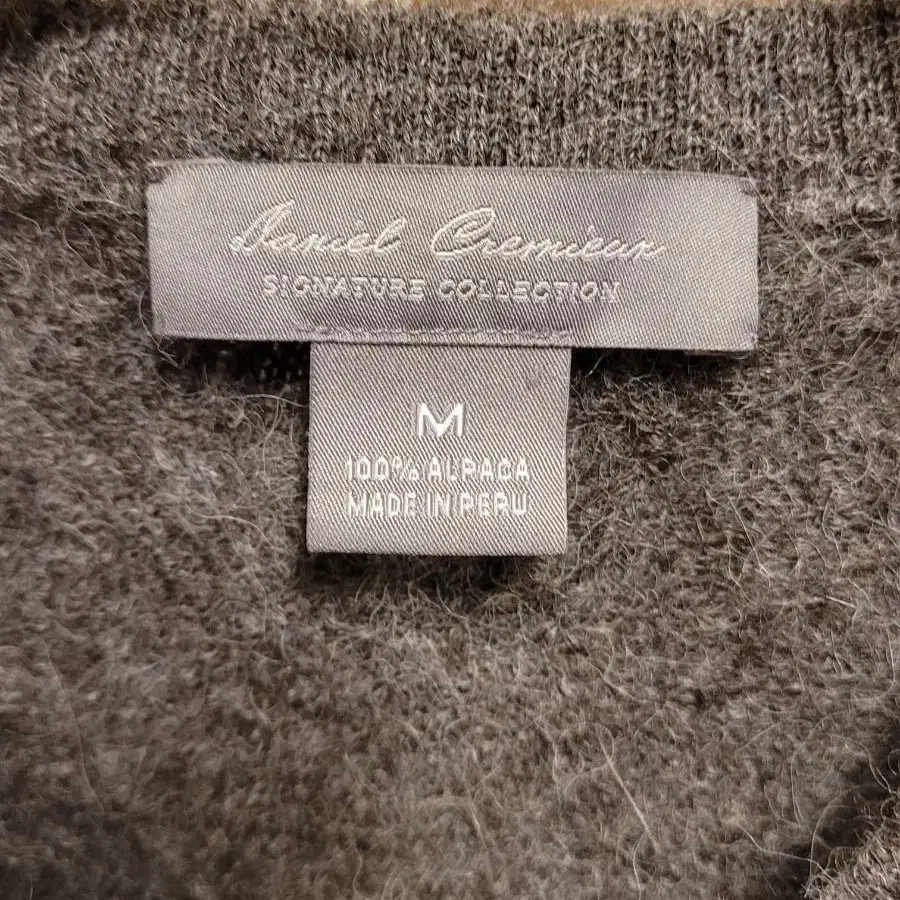 Daniel Cremieux
SIGNATURE COLLECTION
M
100% ALPACA
MADE IN PERU